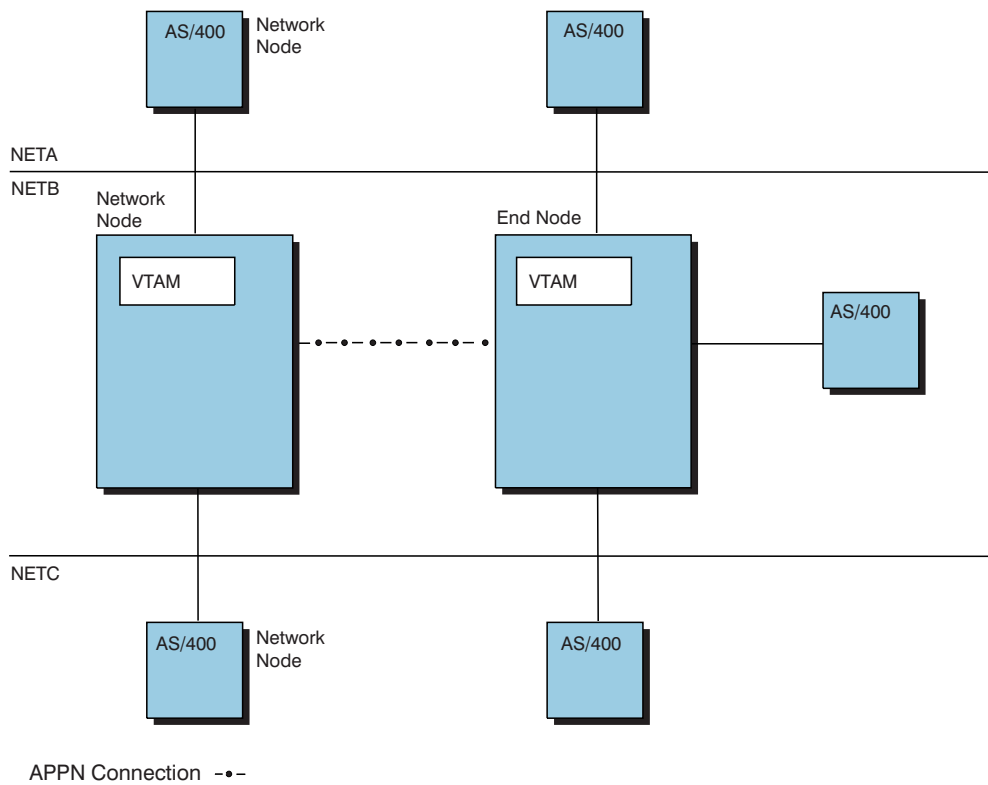 AS/400
Network
Node
AS/400
NETA
NETB
Network
Node
End Node
VTAM
VTAM
AS/400
NETC
AS/400
Network
Node
AS/400
APPN Connection